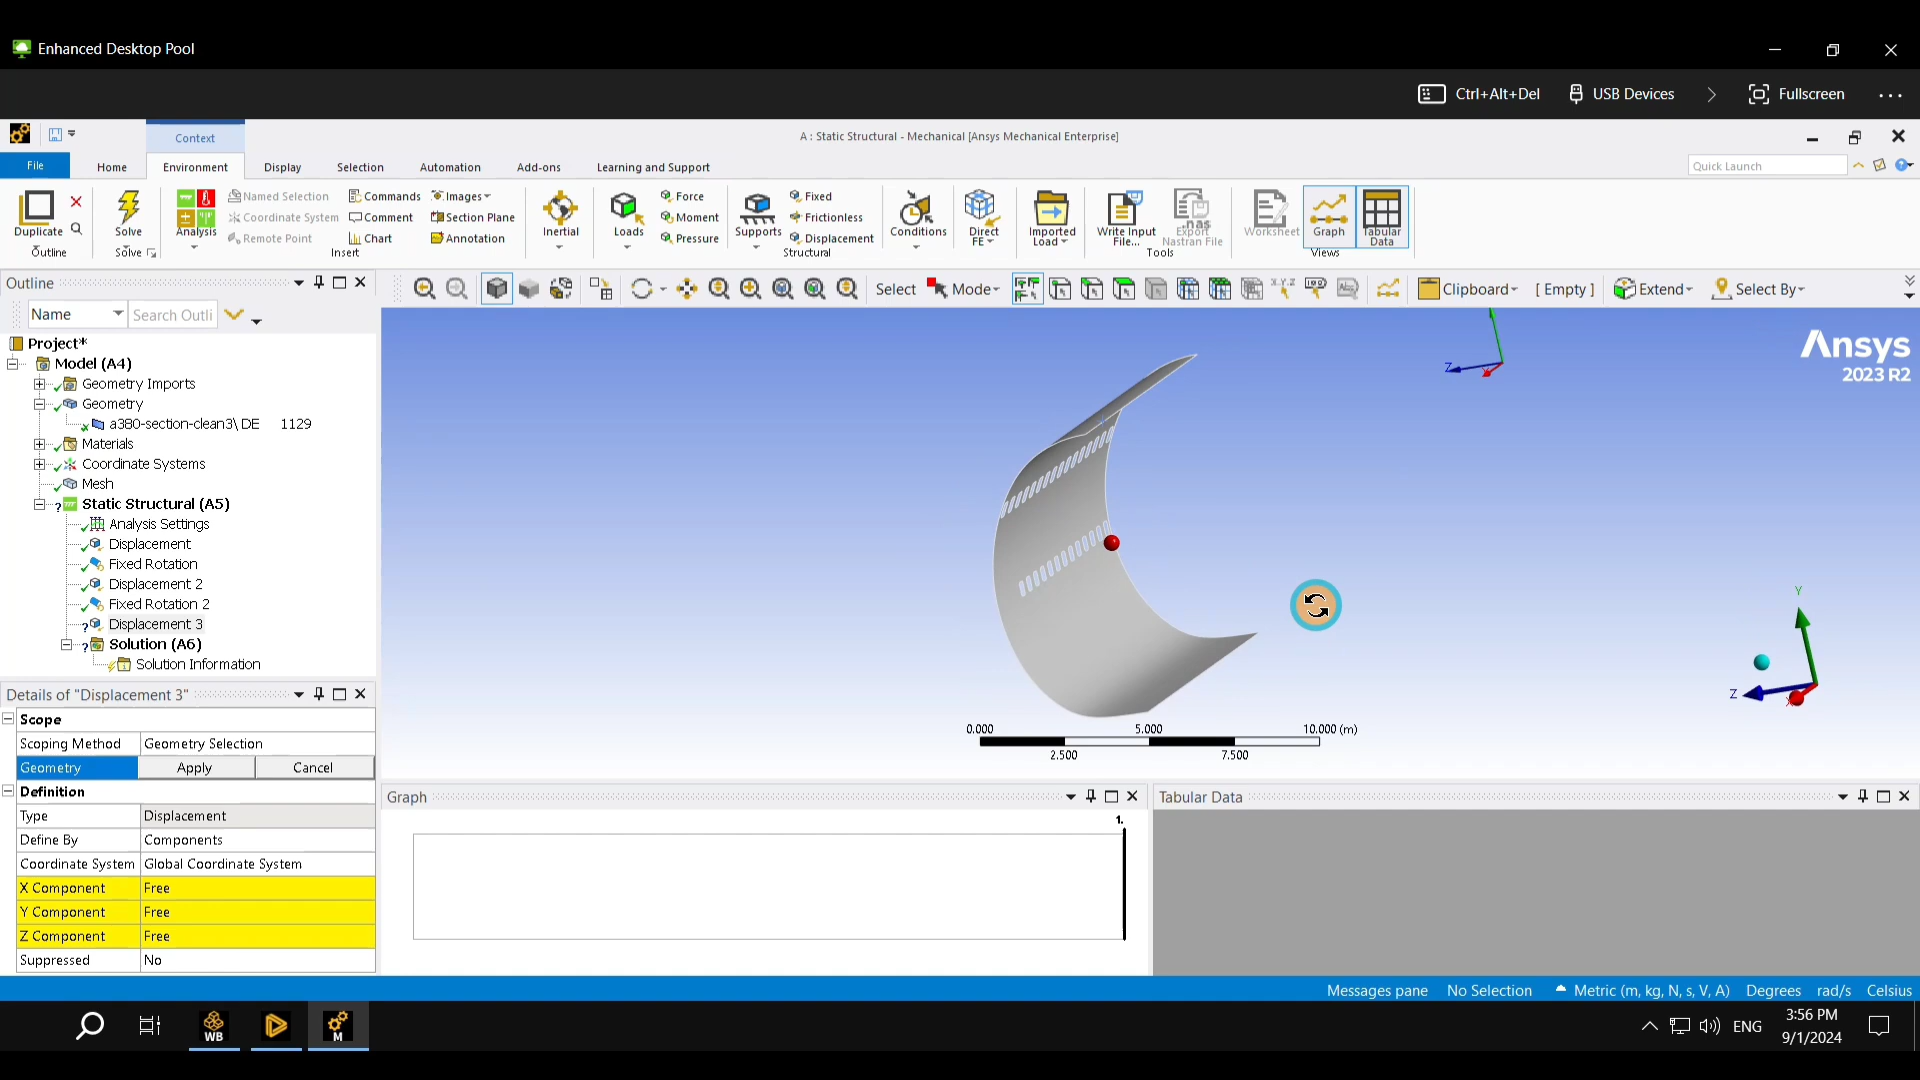 Enhanced Desktop Pool
Ctrl+Alt+Del USB Devices Fullscreen
Context
A : Static Structural - Mechanical [Ansys Mechanical Enterprise]
File Home Environment Display Selection Automation Add-ons Learning and Support
Quick Launch
Duplicate
Outline
Solve
Solve
Analysis
Named Selection
Coordinate System
Remote Point
Commands
Comment
Chart
Images
Section Plane
Annotation
Insert
Inertial
Loads
Force
Moment
Pressure
Supports
Fixed
Frictionless
Displacement
Structural
Conditions
Direct
FE
Imported
Load
Write Input
File...
Export
Nastran File
Tools
Worksheet
Graph
Tabular
Data
Views
Outline
Select Mode Clipboard [ Empty ] Extend Select By
Name Search Outli
Project*
Model (A4)
Geometry Imports
Geometry
a380-section-clean3\ DE 1129
Materials
Coordinate Systems
Mesh
Static Structural (A5)
Analysis Settings
Displacement
Fixed Rotation
Displacement 2
Fixed Rotation 2
Displacement 3
Solution (A6)
Solution Information
Details of "Displacement 3"
Scope
Scoping Method Geometry Selection
Geometry Apply Cancel
Definition
Type Displacement
Define By Components
Coordinate System Global Coordinate System
X Component Free
Y Component Free
Z Component Free
Suppressed No
Z
X
Ansys
2023 R2
Y
Z
X
0.000 5.000 10.000 (m)
2.500 7.500
Graph
1.
Tabular Data
Messages pane No Selection Metric (m, kg, N, s, V, A) Degrees rad/s Celsius
WB
M
ENG
3:56 PM
9/1/2024